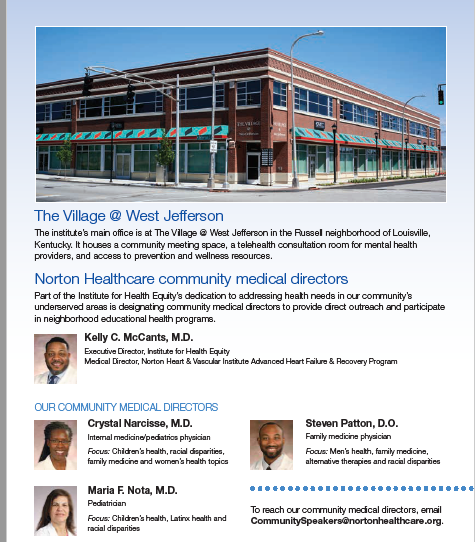 THE VILLAGE
The Village @ West Jefferson
The institute's main office is at The Village @ West Jefferson in the Russell neighborhood of Louisville,
Kentucky. It houses a community meeting space, a telehealth consultation room for mental health
providers, and access to prevention and wellness resources.
Norton Healthcare community medical directors
Part of the Institute for Health Equity's dedication to addressing health needs in our community's
underserved areas is designating community medical directors to provide direct outreach and participate
in neighborhood educational health programs.
Kelly C. McCants, M.D.
Executive Director, Institute for Health Equity
Medical Director, Norton Heart & Vascular Institute Advanced Heart Failure & Recovery Program
OUR COMMUNITY MEDICAL DIRECTORS
Crystal Narcisse, M.D.
Internal medicine/pediatrics physician
Focus: Children's health, racial disparities,
family medicine and women's health topics
Steven Patton, D.O.
Family medicine physician
Focus: Men's health, family medicine,
alternative therapies and racial disparities
Maria F. Nota, M.D.
Pediatrician
Focus: Children's health, Latinx health and
racial disparities
To reach our community medical directors, email
CommunitySpeakers@nortonhealthcare.org.